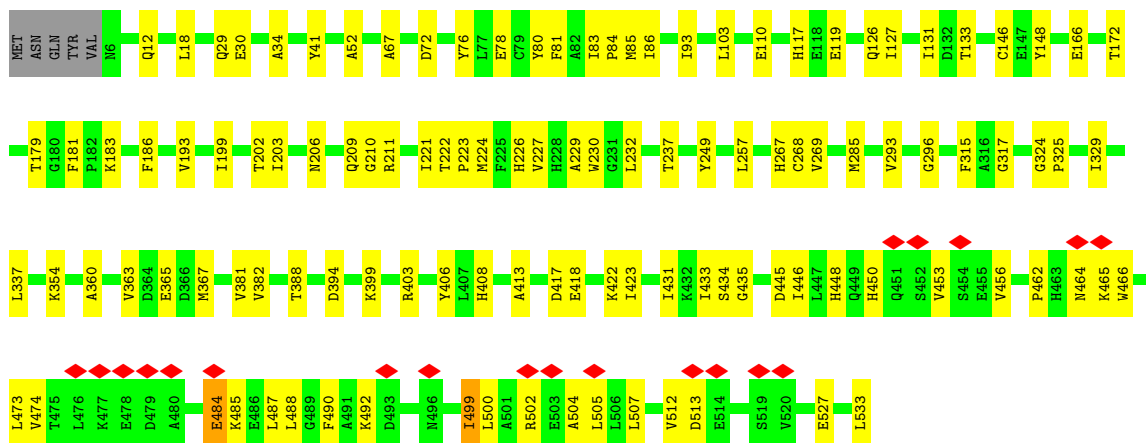 MET ASN GLN TYR VAL N6 Q12 L18 Q29 E30 A34 Y41 A52 A67 D72 Y76 L77 E78 C79 Y80 F81 A82 I83 P84 M85 I86 I93 L103 E110 H117 E118 E119 Q126 I127 I131 D132 T133 C146 E147 Y148 E166 T172
T179 G180 F181 P182 K183 F186 V193 I199 T202 I203 N206 Q209 G210 R211 I221 T222 P223 M224 F225 H226 V227 H228 A229 W230 G231 L232 T237 Y249 L257 H267 C268 V269 M285 V293 G296 F315 A316 G317 G324 P325 I329
L337 K354 A360 V363 D364 E365 D366 M367 V381 V382 T388 D394 K399 R403 Y406 L407 H408 A413 D417 E418 K422 I423 I431 K432 I433 S434 G435 D445 I446 L447 H448 Q449 H450 Q451 S452 V453 S454 E455 V456 P462 H463 N464 K465 W466
L473 V474 T475 L476 K477 E478 D479 A480 E484 K485 E486 L487 L488 G489 F490 A491 K492 D493 N496 I499 L500 A501 R502 E503 A504 L505 L506 L507 V512 D513 E514 S519 V520 E527 L533